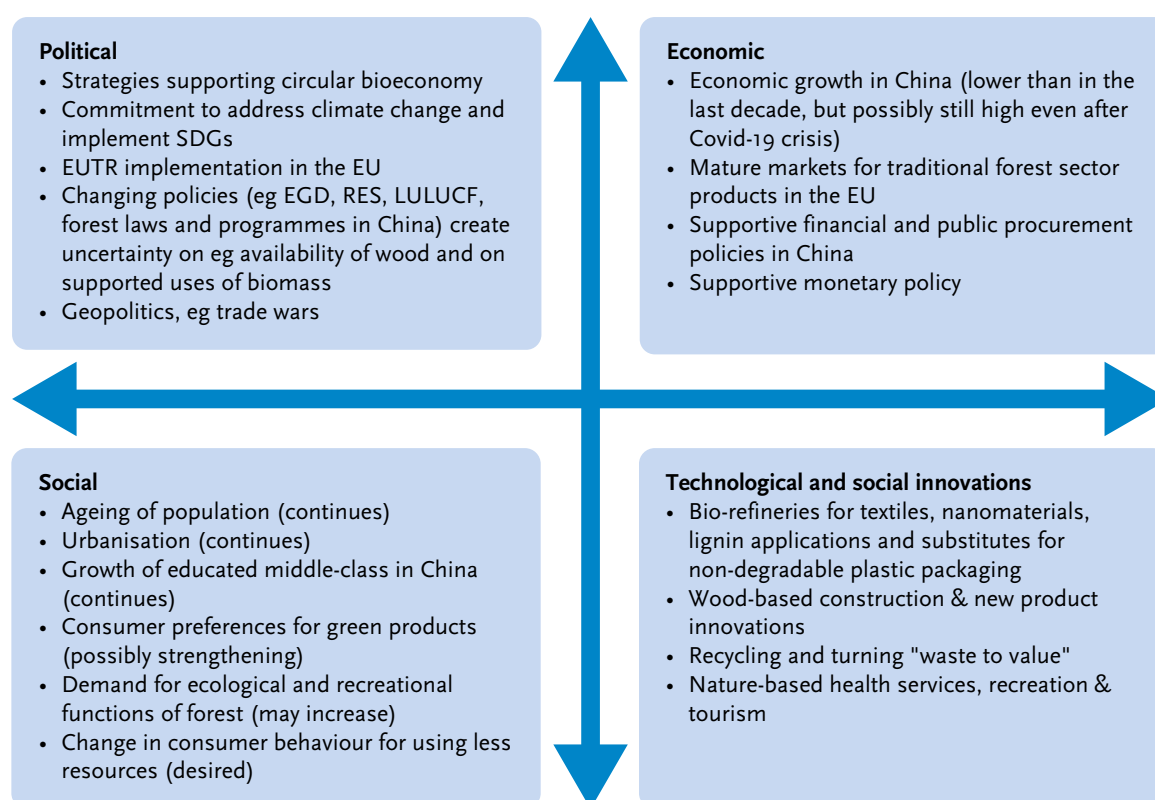 Political
• Strategies supporting circular bioeconomy
• Commitment to address climate change and
implement SDGs
• EUTR implementation in the EU
• Changing policies (eg EGD, RES, LULUCF,
forest laws and programmes in China) create
uncertainty on eg availability of wood and on
supported uses of biomass
• Geopolitics, eg trade wars
Economic
• Economic growth in China (lower than in the
last decade, but possibly still high even after
Covid-19 crisis)
• Mature markets for traditional forest sector
products in the EU
• Supportive financial and public procurement
policies in China
• Supportive monetary policy
Social
• Ageing of population (continues)
• Urbanisation (continues)
• Growth of educated middle-class in China
(continues)
• Consumer preferences for green products
(possibly strengthening)
• Demand for ecological and recreational
functions of forest (may increase)
• Change in consumer behaviour for using less
resources (desired)
Technological and social innovations
• Bio-refineries for textiles, nanomaterials,
lignin applications and substitutes for
non-degradable plastic packaging
• Wood-based construction & new product
innovations
• Recycling and turning "waste to value"
• Nature-based health services, recreation &
tourism